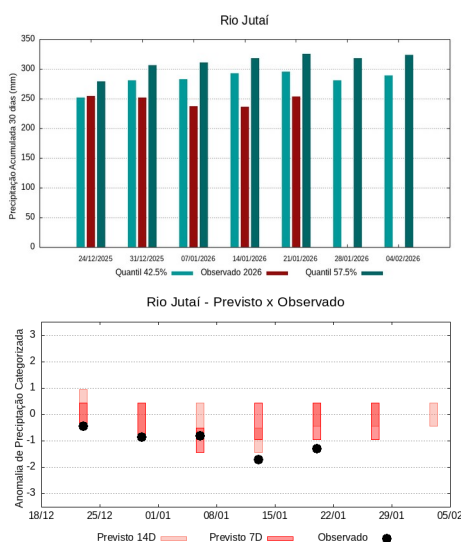 Rio Jutaí
Precipitação Acumulada 30 dias (mm)
350
300
250
200
150
100
50
0
24/12/2025 31/12/2025 07/01/2026 14/01/2026 21/01/2026 28/01/2026 04/02/2026
Quantil 42.5% Observado 2026 Quantil 57.5%
Rio Jutaí - Previsto x Observado
Anomalia de Precipitação Categorizada
3
2
1
0
-1
-2
-3
18/12 25/12 01/01 08/01 15/01 22/01 29/01 05/02
Previsto 14D Previsto 7D Observado